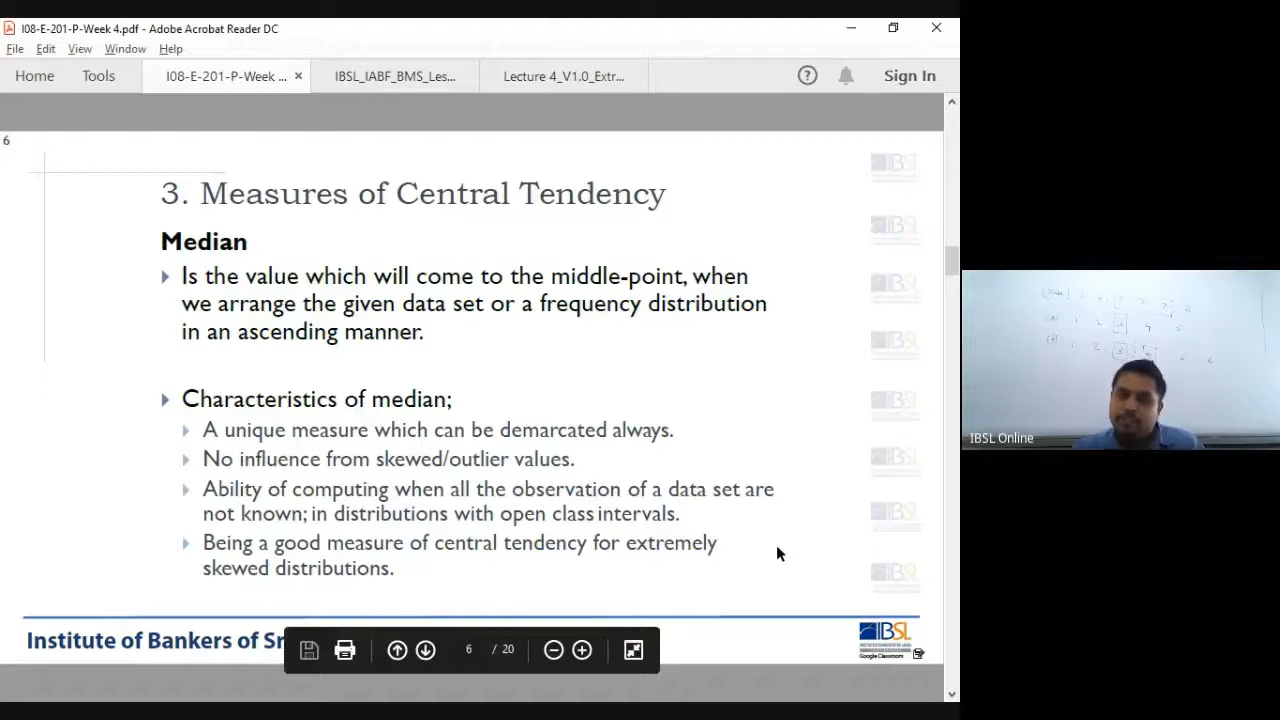 I08-E-201-P-Week 4.pdf - Adobe Acrobat Reader DC
File Edit View Window Help
Home Tools I08-E-201-P-Week ... × IBSL_IABF_BMS_Les... Lecture 4_V1.0_Extr... ? Sign In
6
3. Measures of Central Tendency
Median
Is the value which will come to the middle-point, when
we arrange the given data set or a frequency distribution
in an ascending manner.
Characteristics of median;
A unique measure which can be demarcated always.
No influence from skewed/outlier values.
Ability of computing when all the observation of a data set are
not known; in distributions with open class intervals.
Being a good measure of central tendency for extremely
skewed distributions.
Institute of Bankers of Sr
6 / 20
IBSL
Google Classroom
IBSL Online